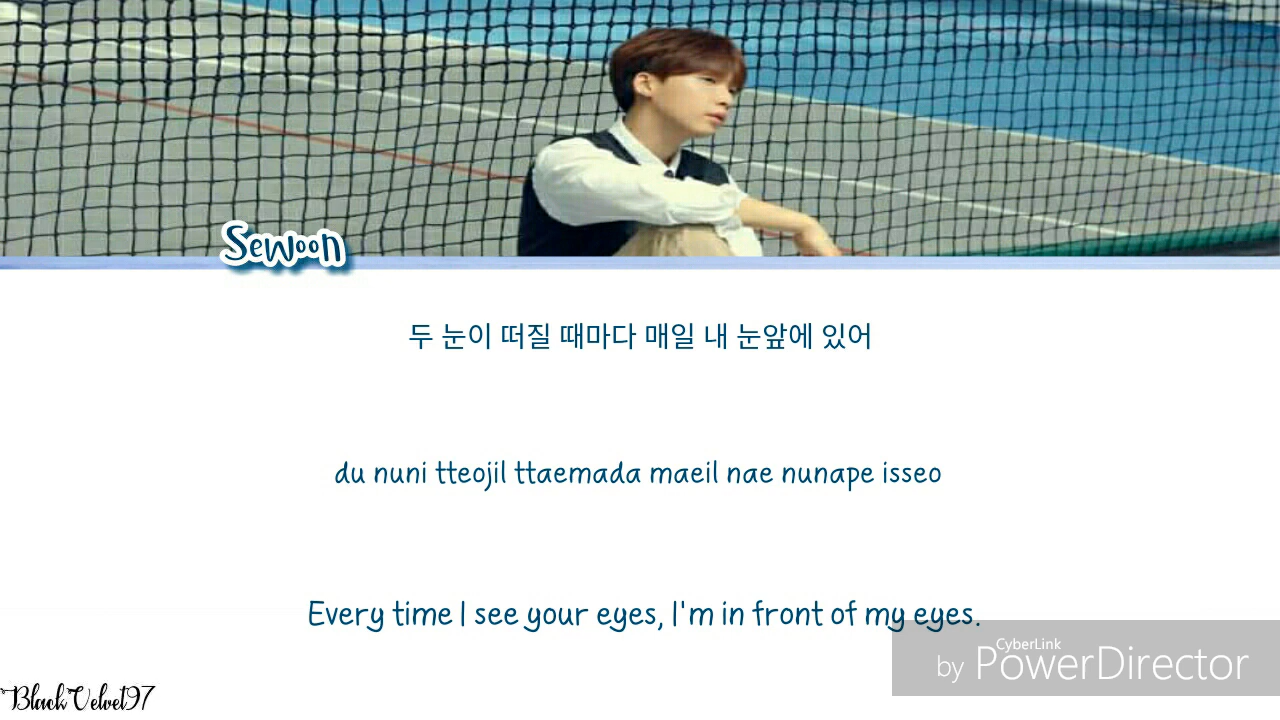 Sewoon
두 눈이 떠질 때마다 매일 내 눈앞에 있어
du nuni tteojil ttaemada maeil nae nunape isseo
Every time I see your eyes, I'm in front of my eyes.
CyberLink
by PowerDirector
BlackVelvet97